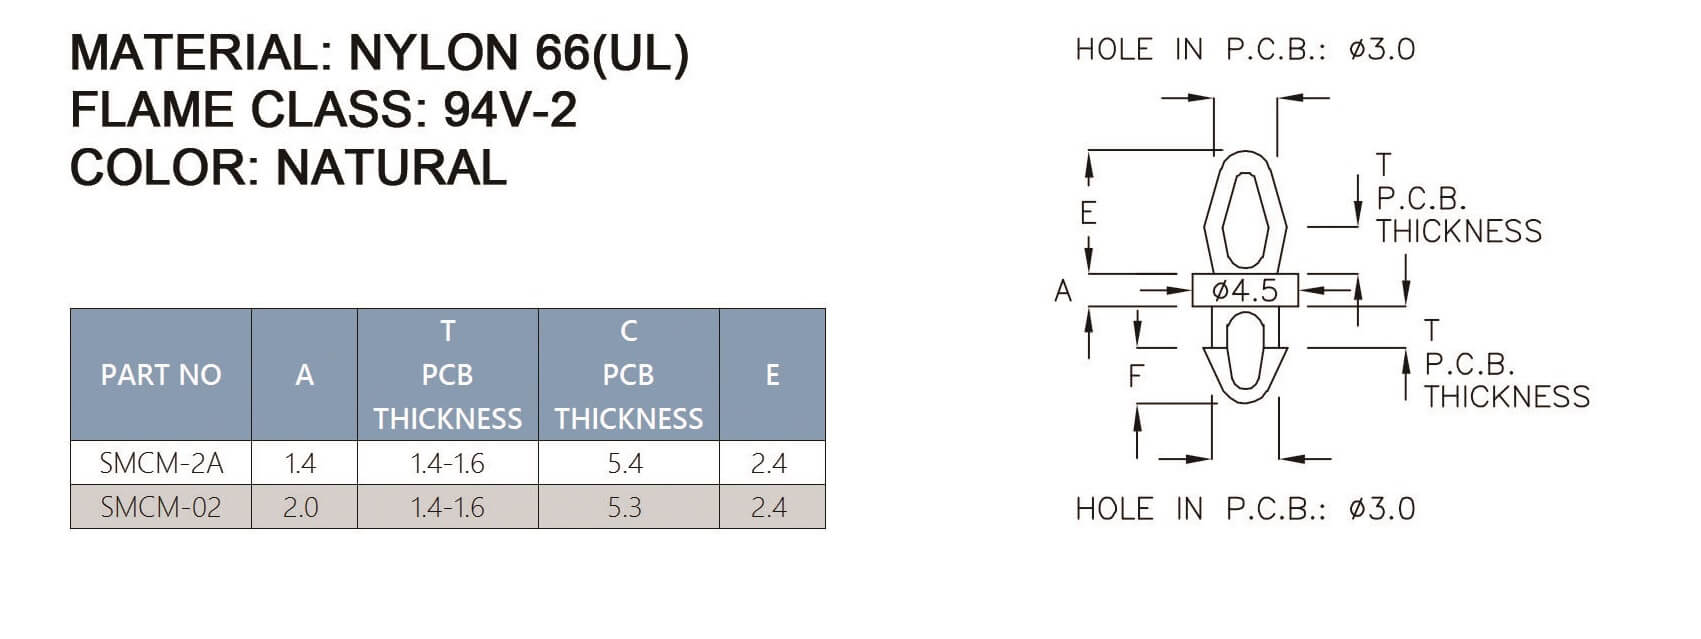 MATERIAL: NYLON 66(UL)
FLAME CLASS: 94V-2
COLOR: NATURAL
PART NO
A
T
PCB
THICKNESS
C
PCB
THICKNESS
E
SMCM-2A 1.4 1.4-1.6 5.4 2.4
SMCM-02 2.0 1.4-1.6 5.3 2.4
HOLE IN P.C.B.: ø3.0
T
P.C.B.
THICKNESS
E
A
ø4.5
T
P.C.B.
THICKNESS
F
HOLE IN P.C.B.: ø3.0